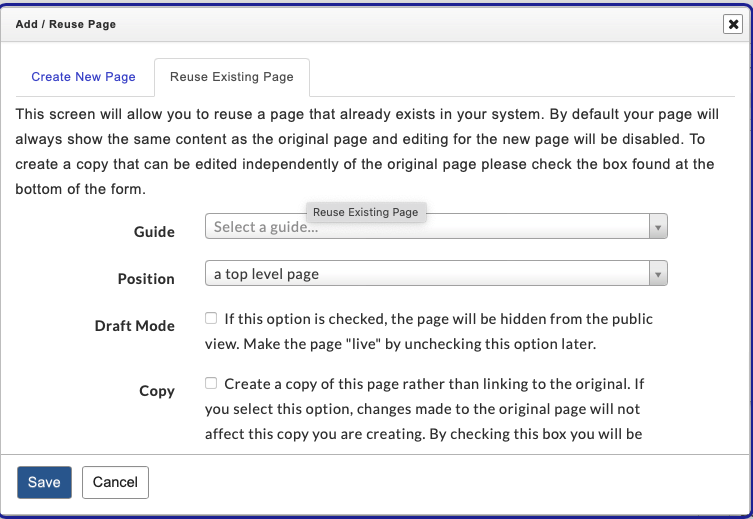 Add / Reuse Page
Create New Page
Reuse Existing Page
This screen will allow you to reuse a page that already exists in your system. By default your page will
always show the same content as the original page and editing for the new page will be disabled. To
create a copy that can be edited independently of the original page please check the box found at the
bottom of the form.
Reuse Existing Page
Guide
Select a guide...
Position
a top level page
Draft Mode
If this option is checked, the page will be hidden from the public
view. Make the page "live" by unchecking this option later.
Copy
Create a copy of this page rather than linking to the original. If
you select this option, changes made to the original page will not
affect this copy you are creating. By checking this box you will be
Save
Cancel